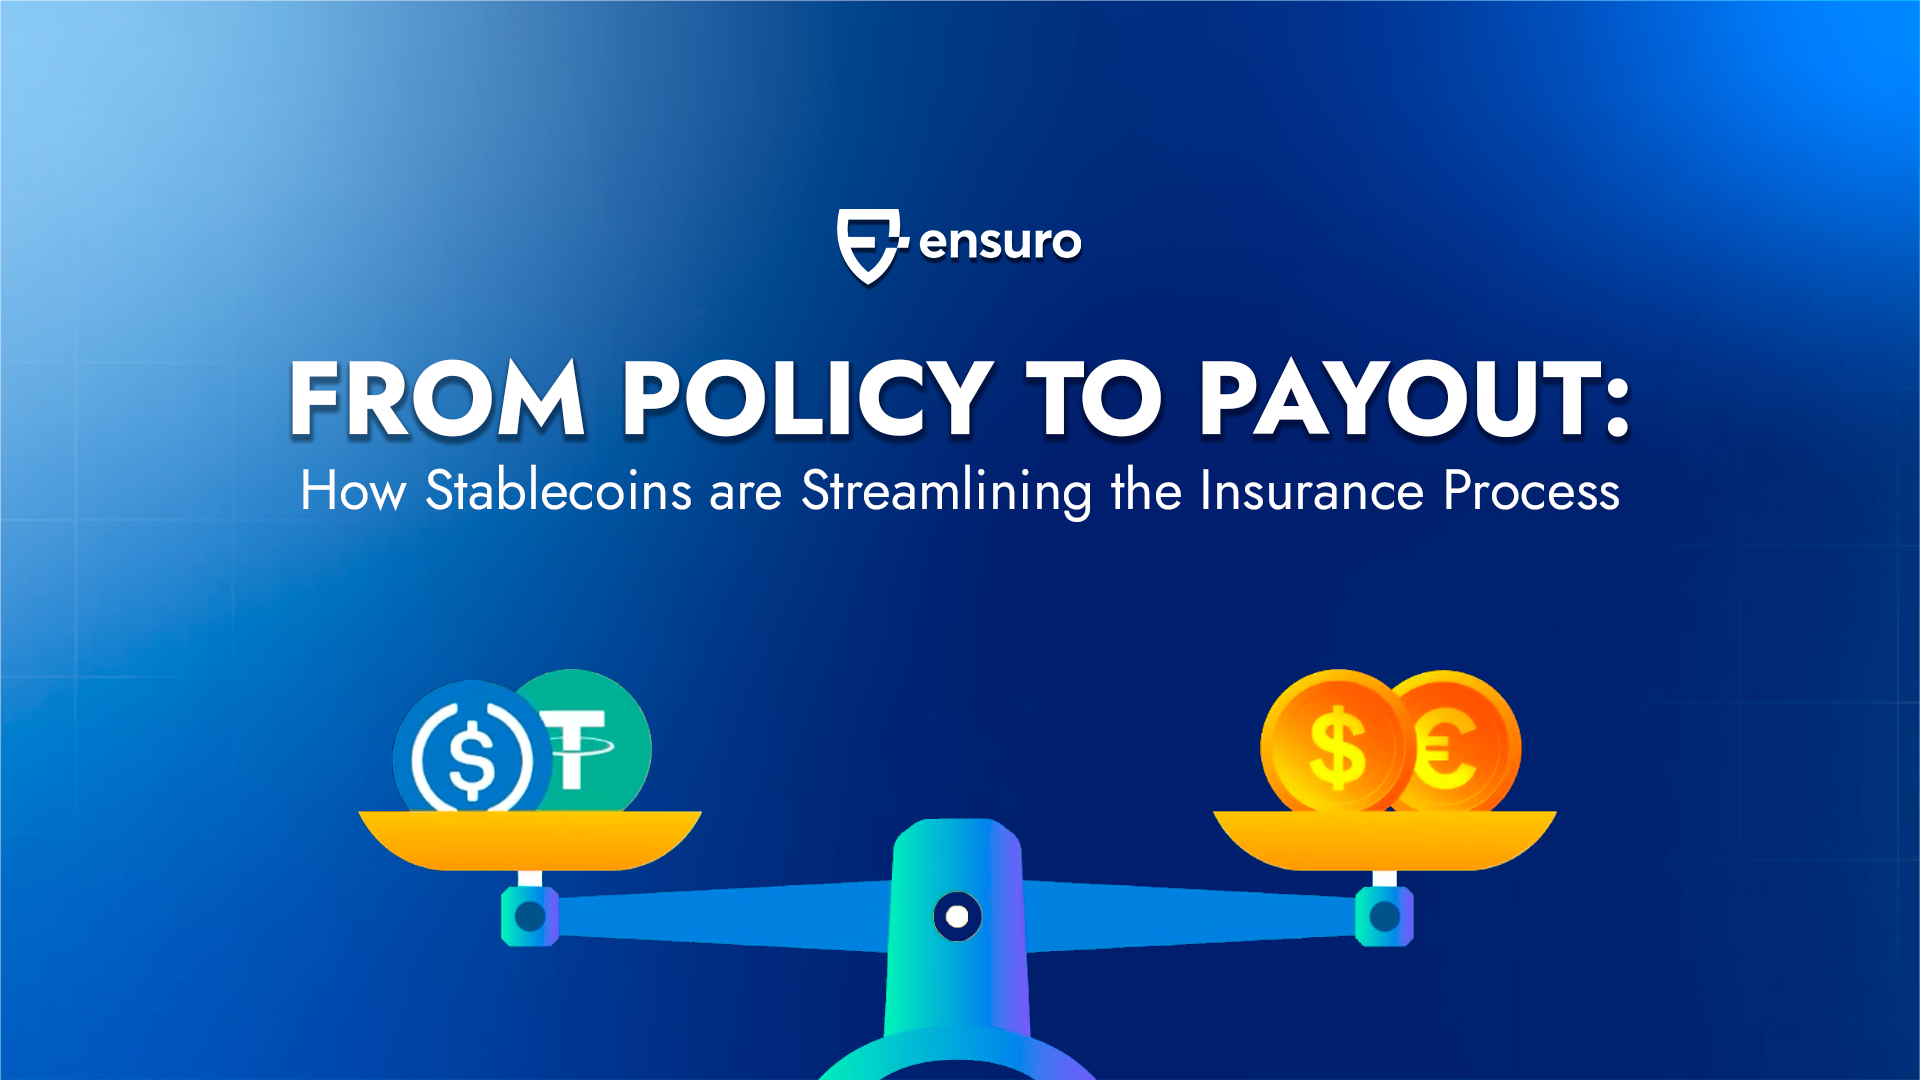 ensuro
FROM POLICY TO PAYOUT:
How Stablecoins are Streamlining the Insurance Process
$ T $ €